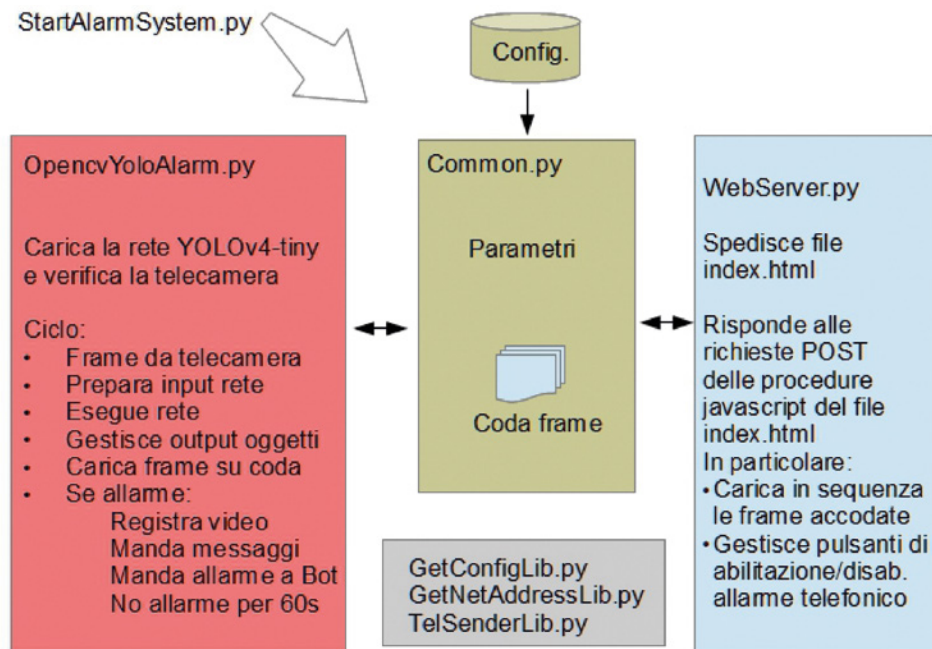 StartAlarmSystem.py
Config.
OpencvYoloAlarm.py
Carica la rete YOLOv4-tiny
e verifica la telecamera
Ciclo:
• Frame da telecamera
• Prepara input rete
• Esegue rete
• Gestisce output oggetti
• Carica frame su coda
• Se allarme:
Registra video
Manda messaggi
Manda allarme a Bot
No allarme per 60s
Common.py
Parametri
Coda frame
GetConfigLib.py
GetNetAddressLib.py
TelSenderLib.py
WebServer.py
Spedisce file
index.html
Risponde alle
richieste POST
delle procedure
javascript del file
index.html
In particolare:
• Carica in sequenza
le frame accodate
• Gestisce pulsanti di
abilitazione/disab.
allarme telefonico